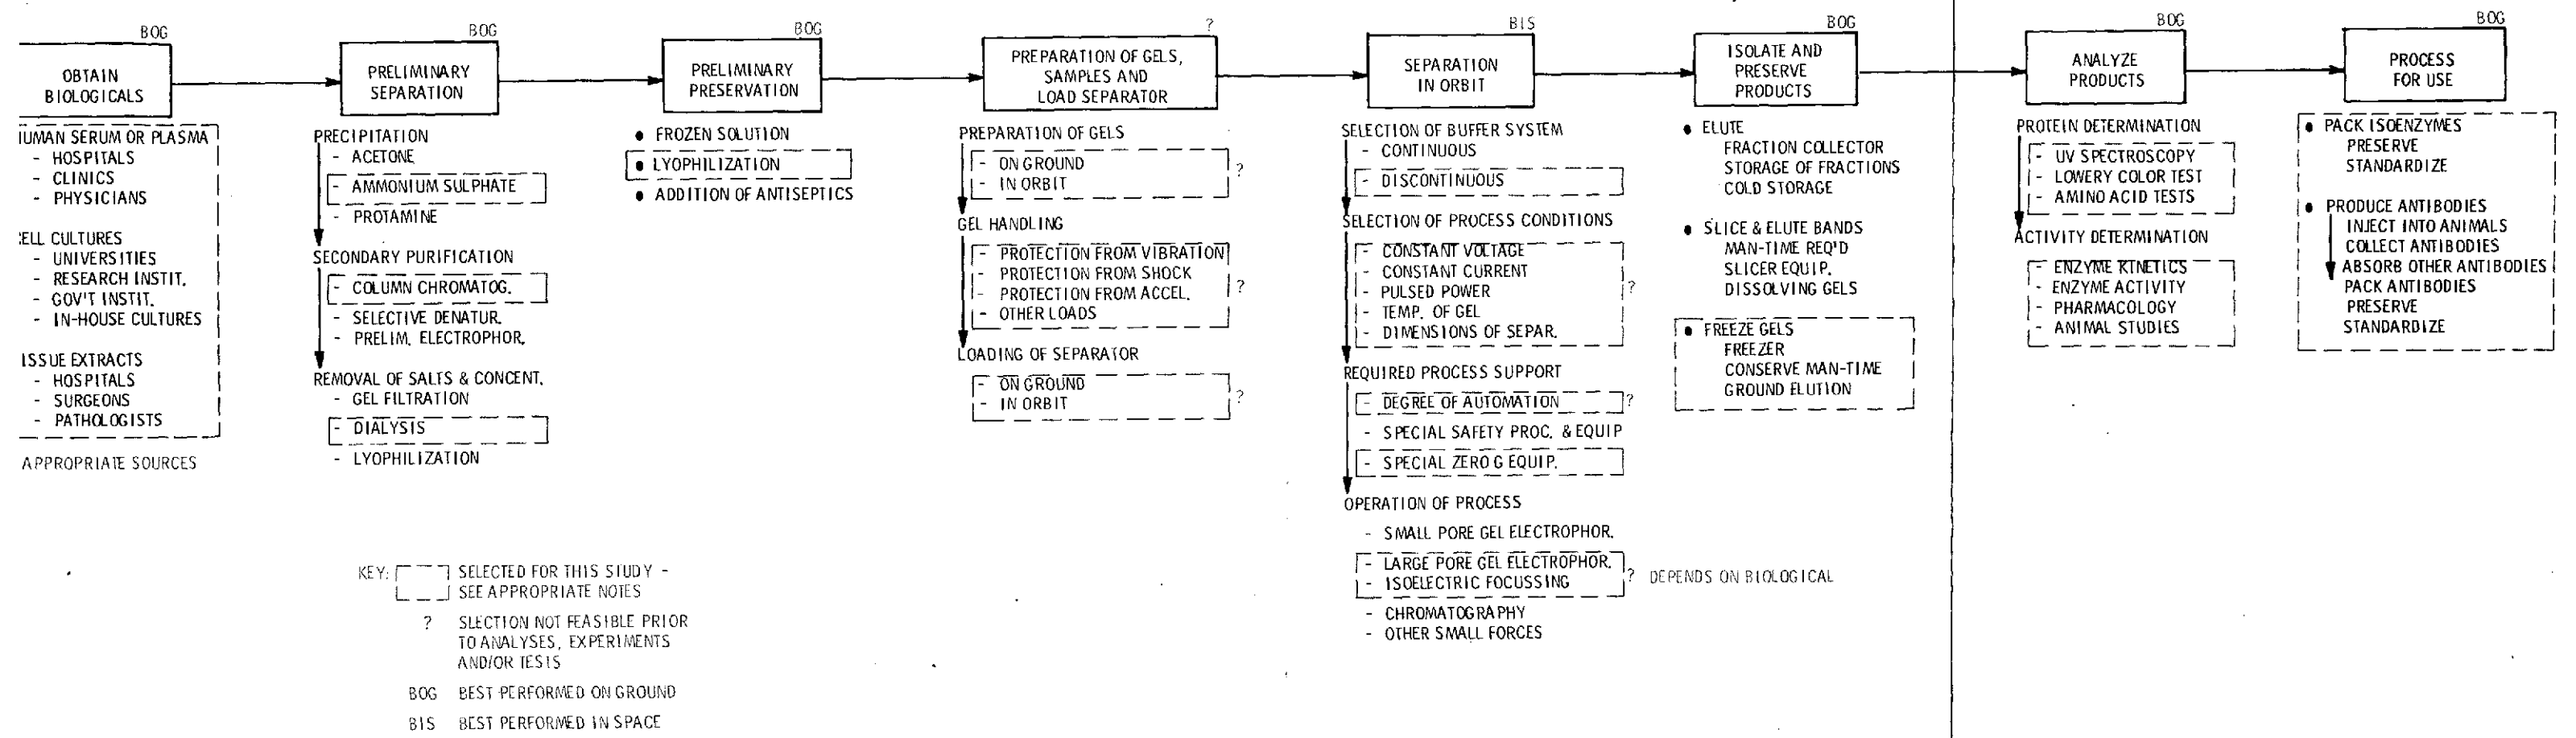 BOG
OBTAIN
BIOLOGICALS
HUMAN SERUM OR PLASMA
- HOSPITALS
- CLINICS
- PHYSICIANS
CELL CULTURES
- UNIVERSITIES
- RESEARCH INSTIT.
- GOV'T INSTIT.
- IN-HOUSE CULTURES
ISSUE EXTRACTS
- HOSPITALS
- SURGEONS
- PATHOLOGISTS
APPROPRIATE SOURCES
BOG
PRELIMINARY
SEPARATION
PRECIPITATION
- ACETONE
- AMMONIUM SULPHATE
- PROTAMINE
SECONDARY PURIFICATION
- COLUMN CHROMATOG.
- SELECTIVE DENATUR.
- PRELIM. ELECTROPHOR.
REMOVAL OF SALTS & CONCENT.
- GEL FILTRATION
- DIALYSIS
- LYOPHILIZATION
BOG
PRELIMINARY
PRESERVATION
● FROZEN SOLUTION
● LYOPHILIZATION
● ADDITION OF ANTISEPTICS
?
PREPARATION OF GELS,
SAMPLES AND
LOAD SEPARATOR
PREPARATION OF GELS
- ON GROUND
- IN ORBIT
?
GEL HANDLING
- PROTECTION FROM VIBRATION
- PROTECTION FROM SHOCK
- PROTECTION FROM ACCEL.
- OTHER LOADS
?
LOADING OF SEPARATOR
- ON GROUND
- IN ORBIT
?
BIS
SEPARATION
IN ORBIT
SELECTION OF BUFFER SYSTEM
- CONTINUOUS
- DISCONTINUOUS
SELECTION OF PROCESS CONDITIONS
- CONSTANT VOLTAGE
- CONSTANT CURRENT
- PULSED POWER
- TEMP. OF GEL
- DIMENSIONS OF SEPAR.
?
REQUIRED PROCESS SUPPORT
- DEGREE OF AUTOMATION ?
- SPECIAL SAFETY PROC. & EQUIP
- SPECIAL ZERO G EQUIP.
OPERATION OF PROCESS
- SMALL PORE GEL ELECTROPHOR.
- LARGE PORE GEL ELECTROPHOR.
- ISOELECTRIC FOCUSSING
? DEPENDS ON BIOLOGICAL
- CHROMATOGRAPHY
- OTHER SMALL FORCES
BOG
ISOLATE AND
PRESERVE
PRODUCTS
● ELUTE
FRACTION COLLECTOR
STORAGE OF FRACTIONS
COLD STORAGE
● SLICE & ELUTE BANDS
MAN-TIME REQ'D
SLICER EQUIP.
DISSOLVING GELS
● FREEZE GELS
FREEZER
CONSERVE MAN-TIME
GROUND ELUTION
BOG
ANALYZE
PRODUCTS
PROTEIN DETERMINATION
- UV SPECTROSCOPY
- LOWERY COLOR TEST
- AMINO ACID TESTS
ACTIVITY DETERMINATION
- ENZYME KINETICS
- ENZYME ACTIVITY
- PHARMACOLOGY
- ANIMAL STUDIES
BOG
PROCESS
FOR USE
● PACK ISOENZYMES
PRESERVE
STANDARDIZE
● PRODUCE ANTIBODIES
INJECT INTO ANIMALS
COLLECT ANTIBODIES
ABSORB OTHER ANTIBODIES
PACK ANTIBODIES
PRESERVE
STANDARDIZE
KEY: SELECTED FOR THIS STUDY -
SEE APPROPRIATE NOTES
? SLECTION NOT FEASIBLE PRIOR
TO ANALYSES, EXPERIMENTS
AND/OR TESTS
BOG BEST PERFORMED ON GROUND
BIS BEST PERFORMED IN SPACE